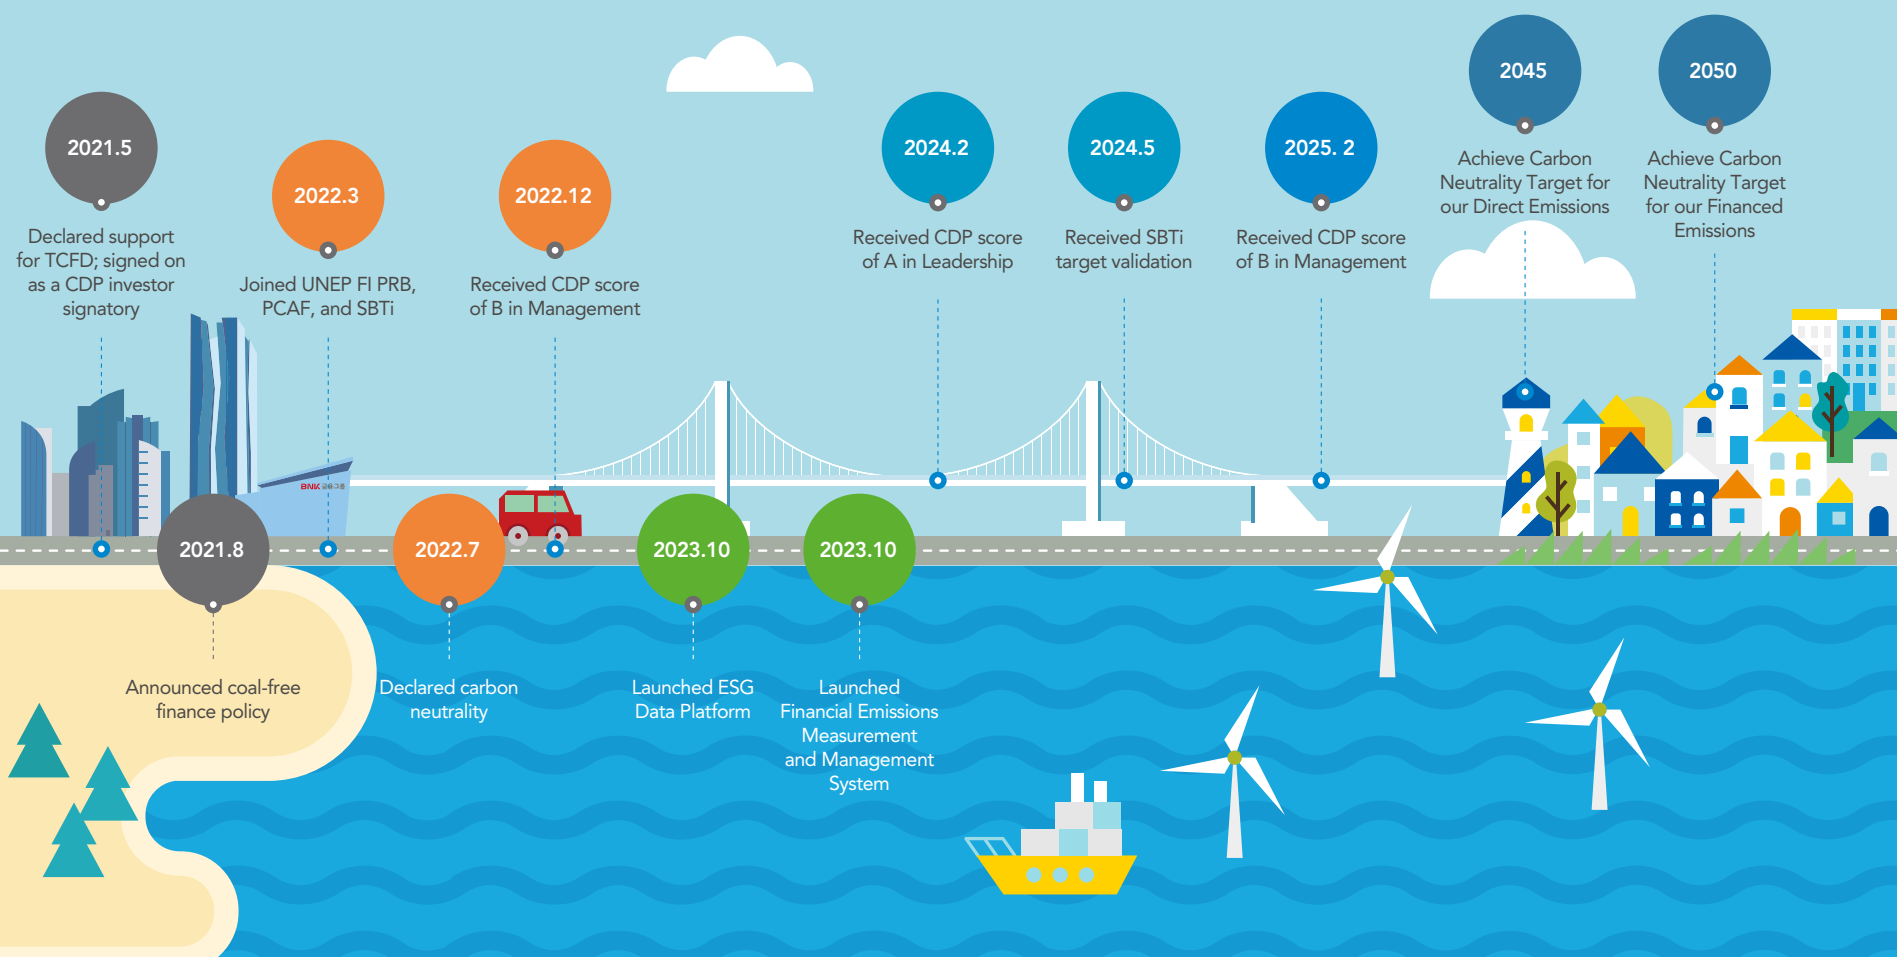 2021.5
Declared support
for TCFD; signed on
as a CDP investor
signatory
2022.3
Joined UNEP FI PRB,
PCAF, and SBTi
2022.12
Received CDP score
of B in Management
2024.2
Received CDP score
of A in Leadership
2024.5
Received SBTi
target validation
2025. 2
Received CDP score
of B in Management
2045
Achieve Carbon
Neutrality Target for
our Direct Emissions
2050
Achieve Carbon
Neutrality Target
for our Financed
Emissions
BNK
2021.8
Announced coal-free
finance policy
2022.7
Declared carbon
neutrality
2023.10
Launched ESG
Data Platform
2023.10
Launched
Financial Emissions
Measurement
and Management
System